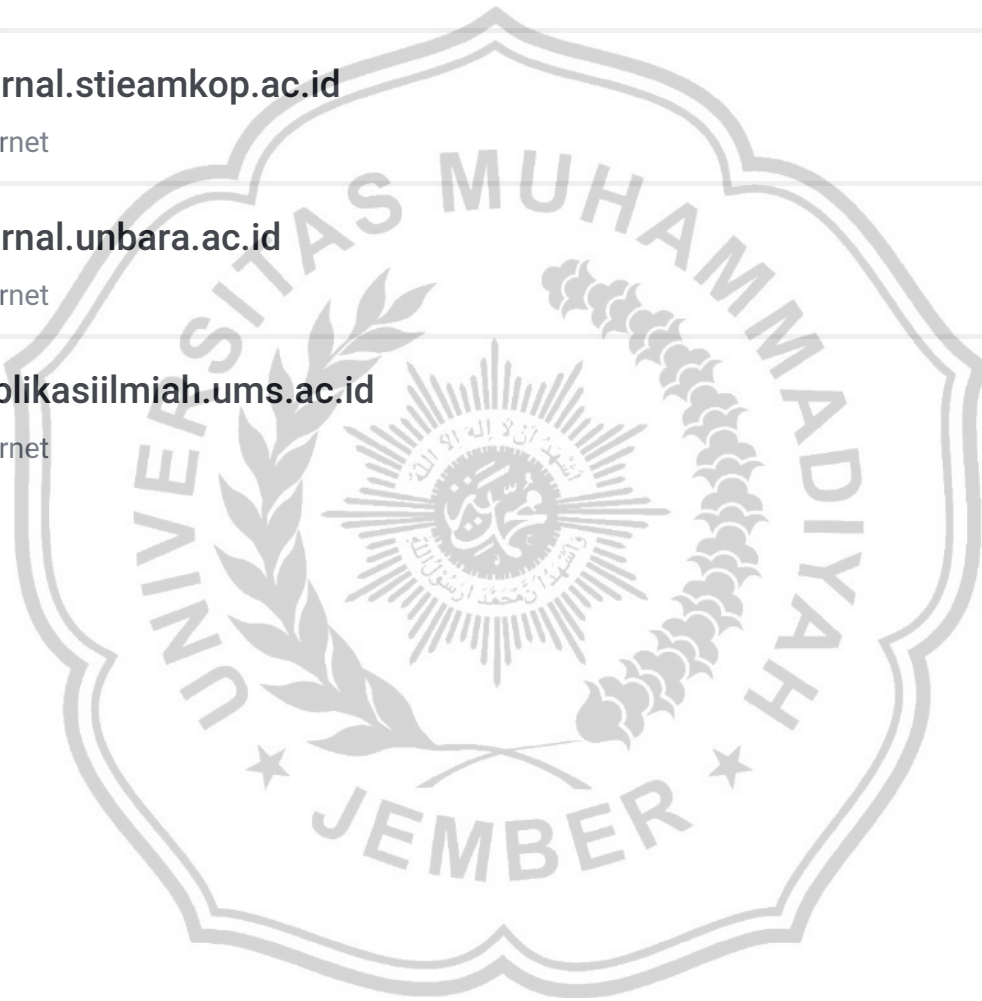 rnal.stieamkop.ac.id
rnet
rnal.unbara.ac.id
rnet
blikasiilmiah.ums.ac.id
rnet
UNIVERSITAS MUHAMMADIYAH
JEMBER